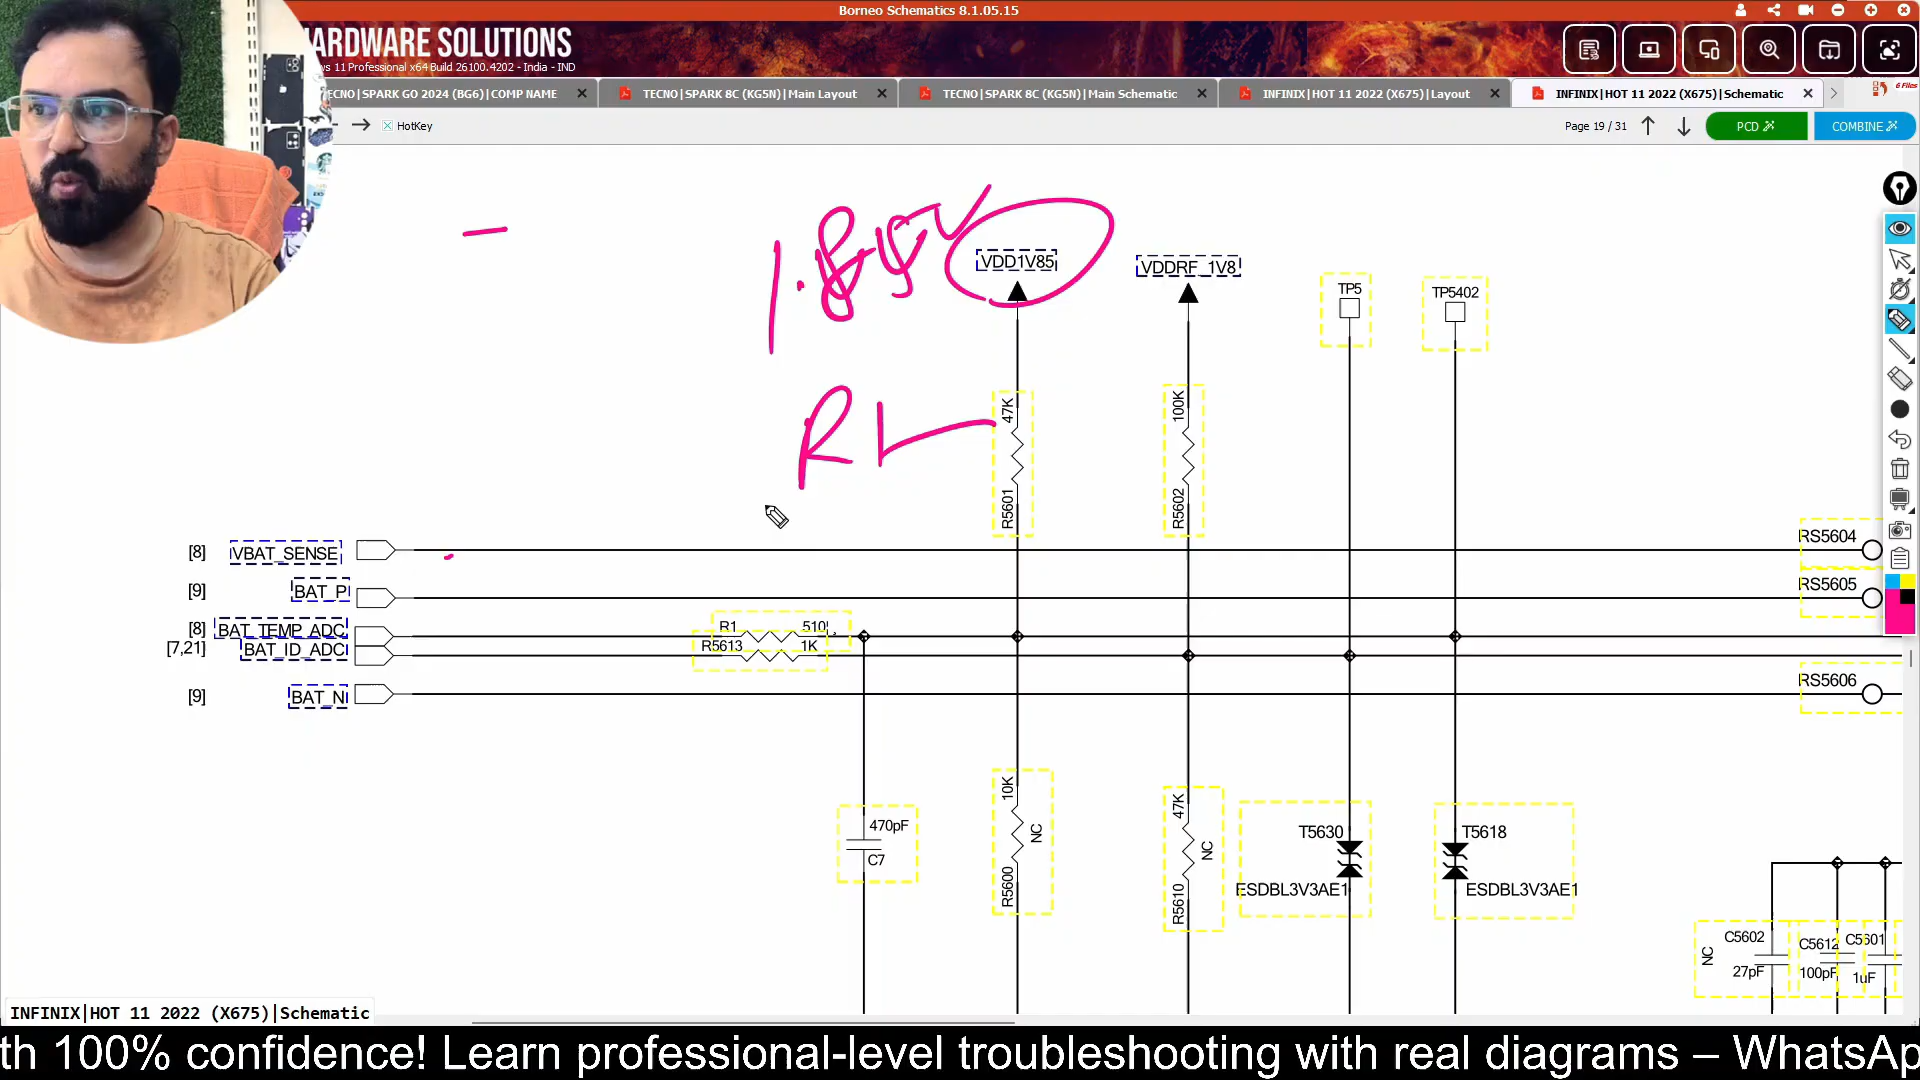 Borneo Schematics 8.1.05.15
HARDWARE SOLUTIONS
ws 11 Professional x64 Build 26100.4202 - India - IND
TECNO|SPARK GO 2024 (BG6)|COMP NAME
TECNO|SPARK 8C (KG5N)|Main Layout
TECNO|SPARK 8C (KG5N)|Main Schematic
INFINIX|HOT 11 2022 (X675)|Layout
INFINIX|HOT 11 2022 (X675)|Schematic
6 Files
HotKey
Page 19 / 31
PCD
COMBINE
1.85V
VDD1V85
VDDRF_1V8
TP5
TP5402
R1
47K
R5601
100K
R5602
[8] VBAT_SENSE
[9] BAT_P
[8] BAT_TEMP_ADC
[7,21] BAT_ID_ADC
[9] BAT_N
R1 510
R5613 1K
RS5604
RS5605
RS5606
470pF
C7
10K
NC
R5600
47K
NC
R5610
T5630
ESDBL3V3AE1
T5618
ESDBL3V3AE1
NC
C5602
27pF
C5612
100pF
C5601
1uF
INFINIX|HOT 11 2022 (X675)|Schematic
th 100% confidence! Learn professional-level troubleshooting with real diagrams – WhatsAp